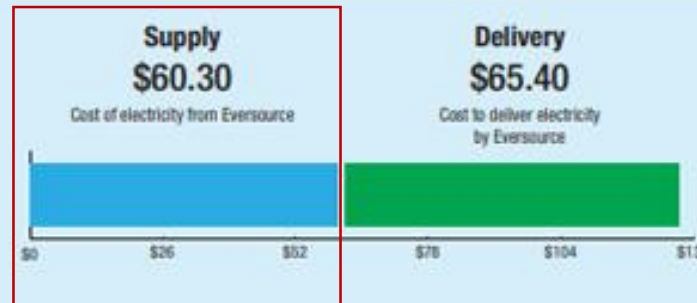 Supply
$60.30
Cost of electricity from Eversource
Delivery
$65.40
Cost to deliver electricity
by Eversource
$0 $26 $52 $78 $104